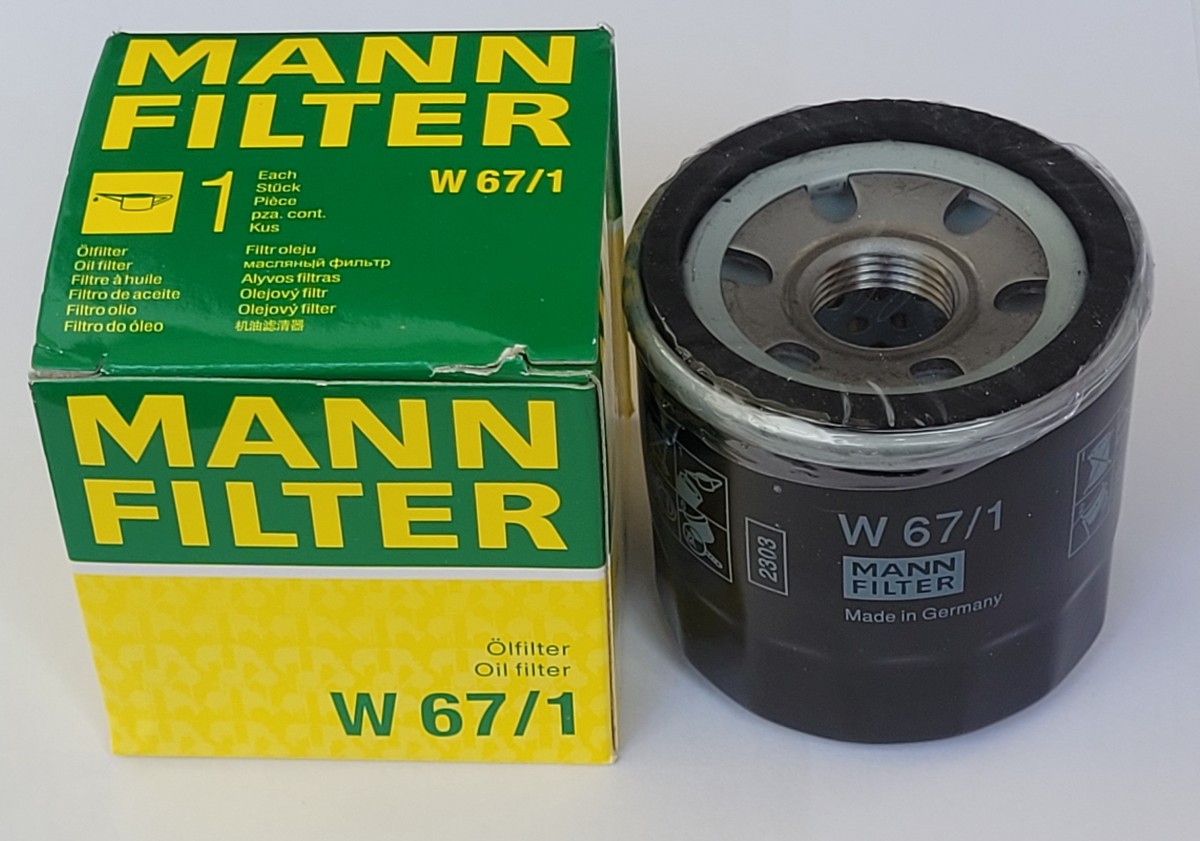 MANN
FILTER
W 67/1
1
Each
Stück
Pièce
pza. cont.
Kus
Ölfilter
Oil filter
Filtre à huile
Filtro de aceite
Filtro olio
Filtro do óleo
Filtr oleju
масляный фильтр
Alyvos filtras
Olejový filtr
Olejový filter
机油滤清器
MANN
FILTER
Ölfilter
Oil filter
W 67/1
2303
W 67/1
MANN
FILTER
Made in Germany